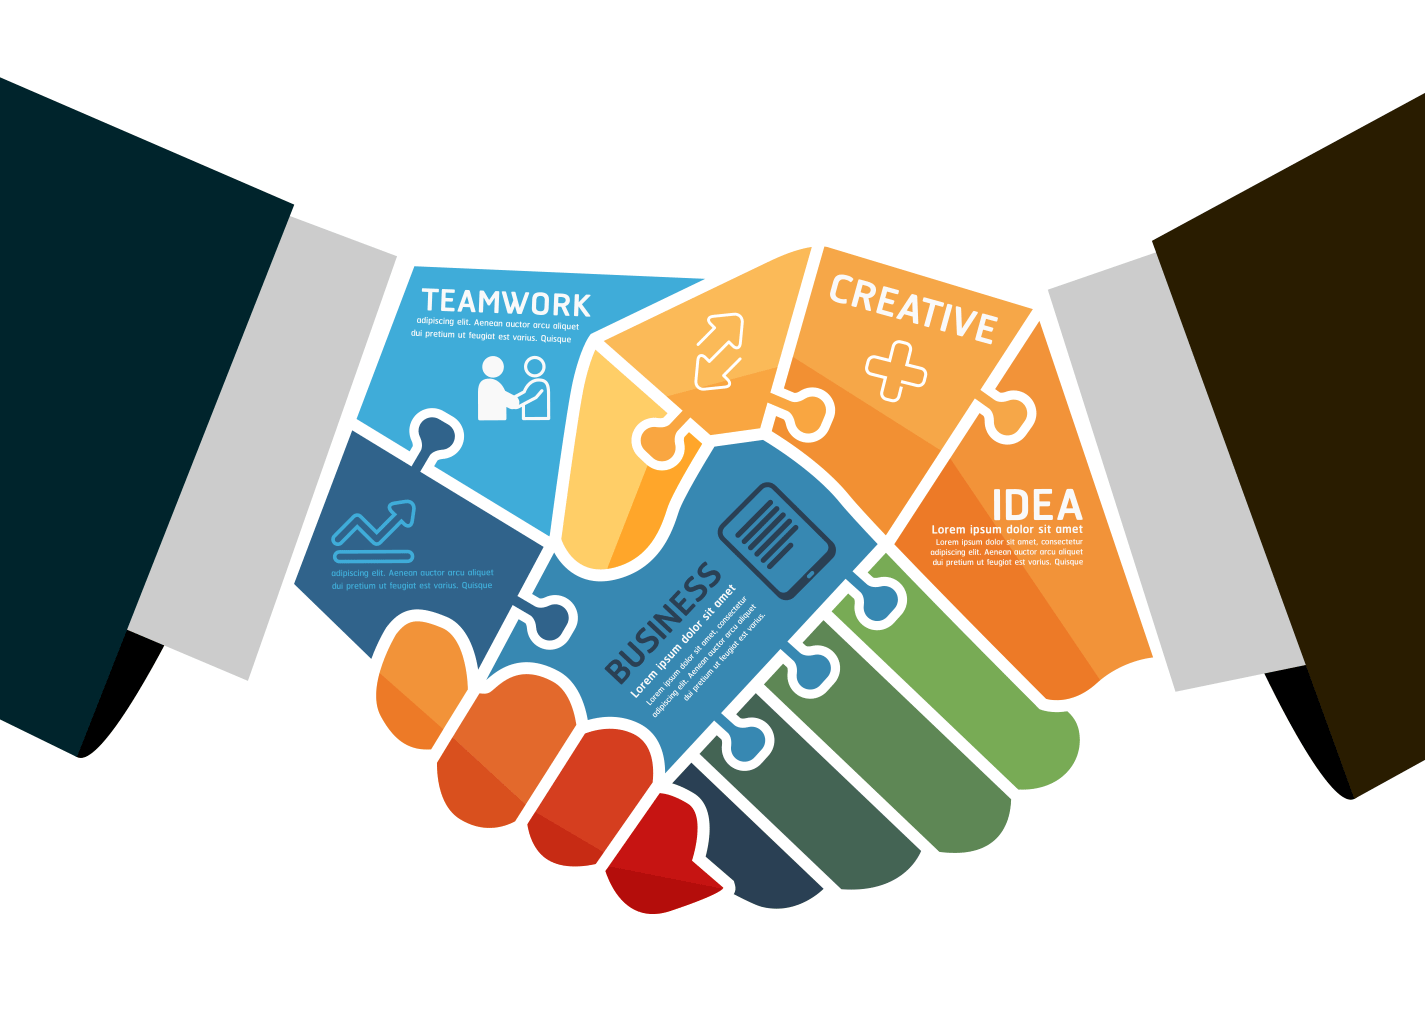 TEAMWORK
adipiscing elit. Aenean auctor arcu aliquet
dui pretium ut feugiat est varius. Quisque
CREATIVE
IDEA
Lorem ipsum dolor sit amet
Lorem ipsum dolor sit amet, consectetur
adipiscing elit. Aenean auctor arcu aliquet
dui pretium ut feugiat est varius. Quisque
adipiscing elit. Aenean auctor arcu aliquet
dui pretium ut feugiat est varius. Quisque
BUSINESS
Lorem ipsum dolor sit amet
Lorem ipsum dolor sit amet, consectetur
adipiscing elit. Aenean auctor arcu aliquet
dui pretium ut feugiat est varius.